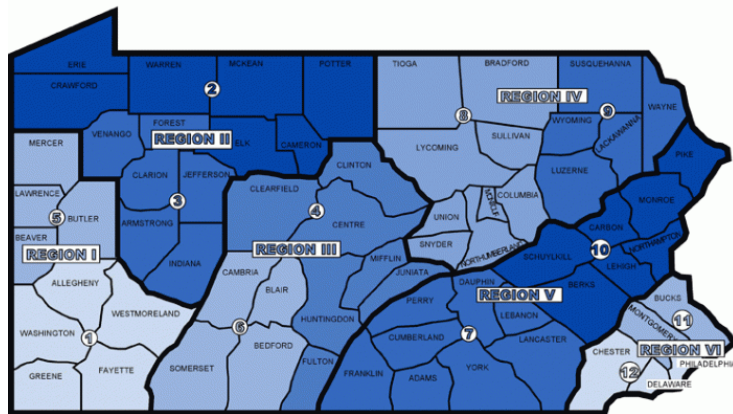 ERIE
WARREN
MCKEAN
POTTER
CRAWFORD
2
FOREST
VENANGO
REGION II
ELK
CAMERON
MERCER
CLARION
JEFFERSON
3
LAWRENCE
5
BUTLER
ARMSTRONG
BEAVER
REGION I
INDIANA
ALLEGHENY
WESTMORELAND
WASHINGTON
1
GREENE
FAYETTE
CLINTON
CLEARFIELD
4
CENTRE
REGION III
CAMBRIA
MIFFLIN
BLAIR
JUNIATA
HUNTINGDON
6
SOMERSET
BEDFORD
FULTON
TIOGA
BRADFORD
SUSQUEHANNA
REGION IV
WAYNE
8
9
WYOMING
LACKAWANNA
SULLIVAN
LYCOMING
LUZERNE
COLUMBIA
UNION
SNYDER
NORTHUMBERLAND
PIKE
MONROE
CARBON
NORTHAMPTON
10
SCHUYLKILL
LEHIGH
BERKS
DAUPHIN
REGION V
PERRY
LEBANON
CUMBERLAND
7
LANCASTER
FRANKLIN
ADAMS
YORK
BUCKS
MONTGOMERY
11
REGION VI
CHESTER
PHILADELPHIA
12
DELAWARE